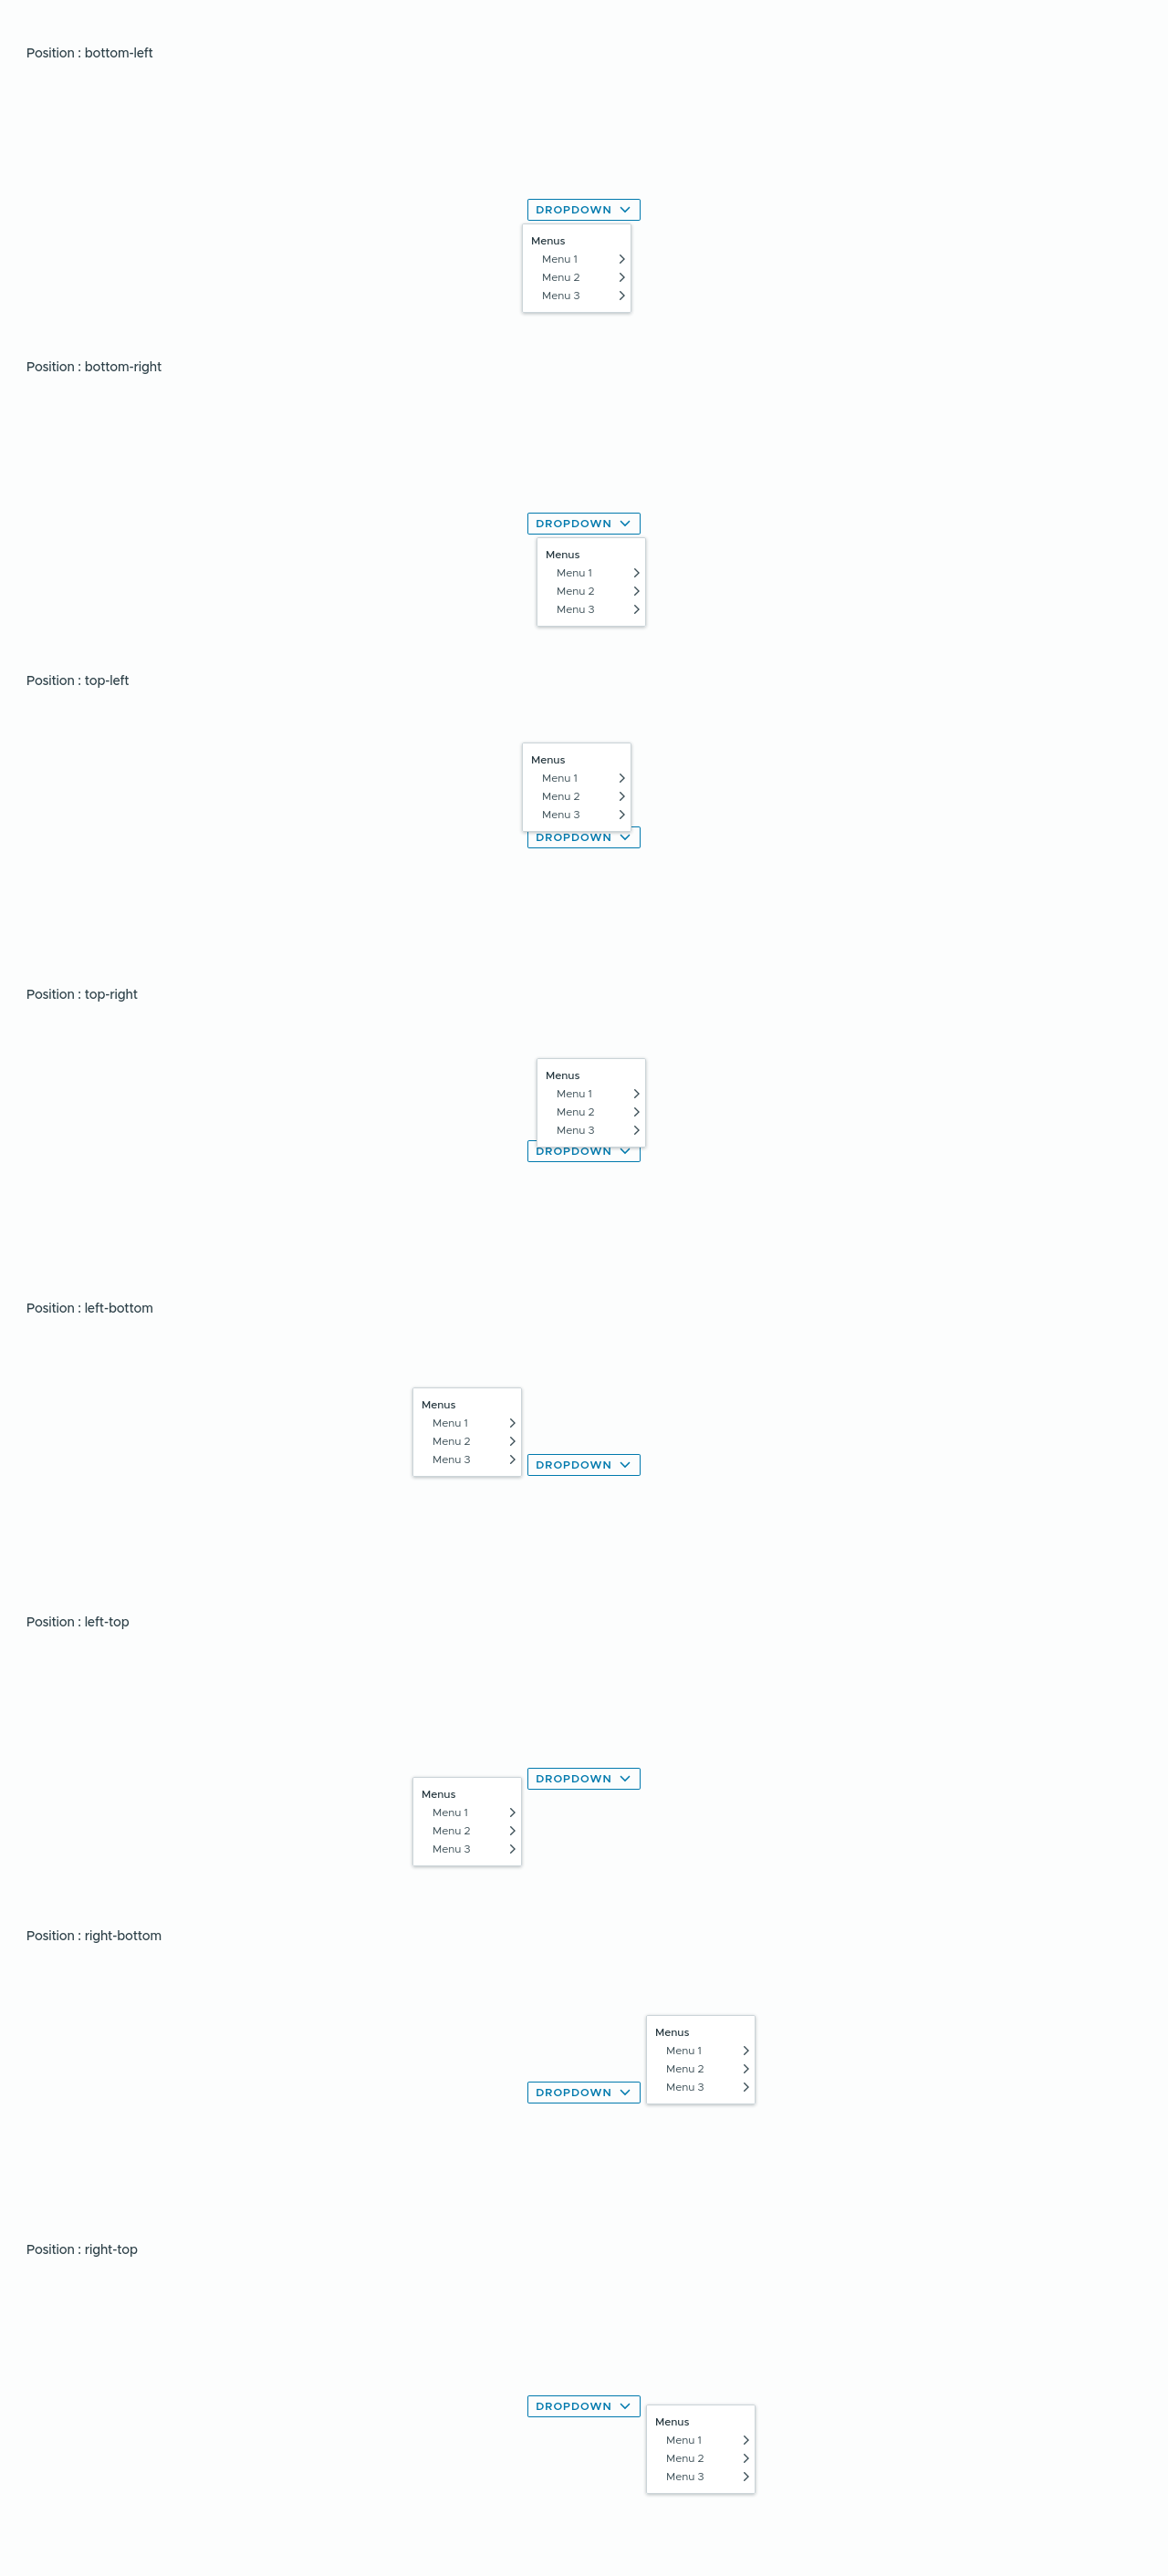 Position : bottom-left
DROPDOWN
Menus
Menu 1
Menu 2
Menu 3
Position : bottom-right
DROPDOWN
Menus
Menu 1
Menu 2
Menu 3
Position : top-left
Menus
Menu 1
Menu 2
Menu 3
DROPDOWN
Position : top-right
Menus
Menu 1
Menu 2
Menu 3
DROPDOWN
Position : left-bottom
Menus
Menu 1
Menu 2
Menu 3
DROPDOWN
Position : left-top
DROPDOWN
Menus
Menu 1
Menu 2
Menu 3
Position : right-bottom
Menus
Menu 1
Menu 2
Menu 3
DROPDOWN
Position : right-top
DROPDOWN
Menus
Menu 1
Menu 2
Menu 3